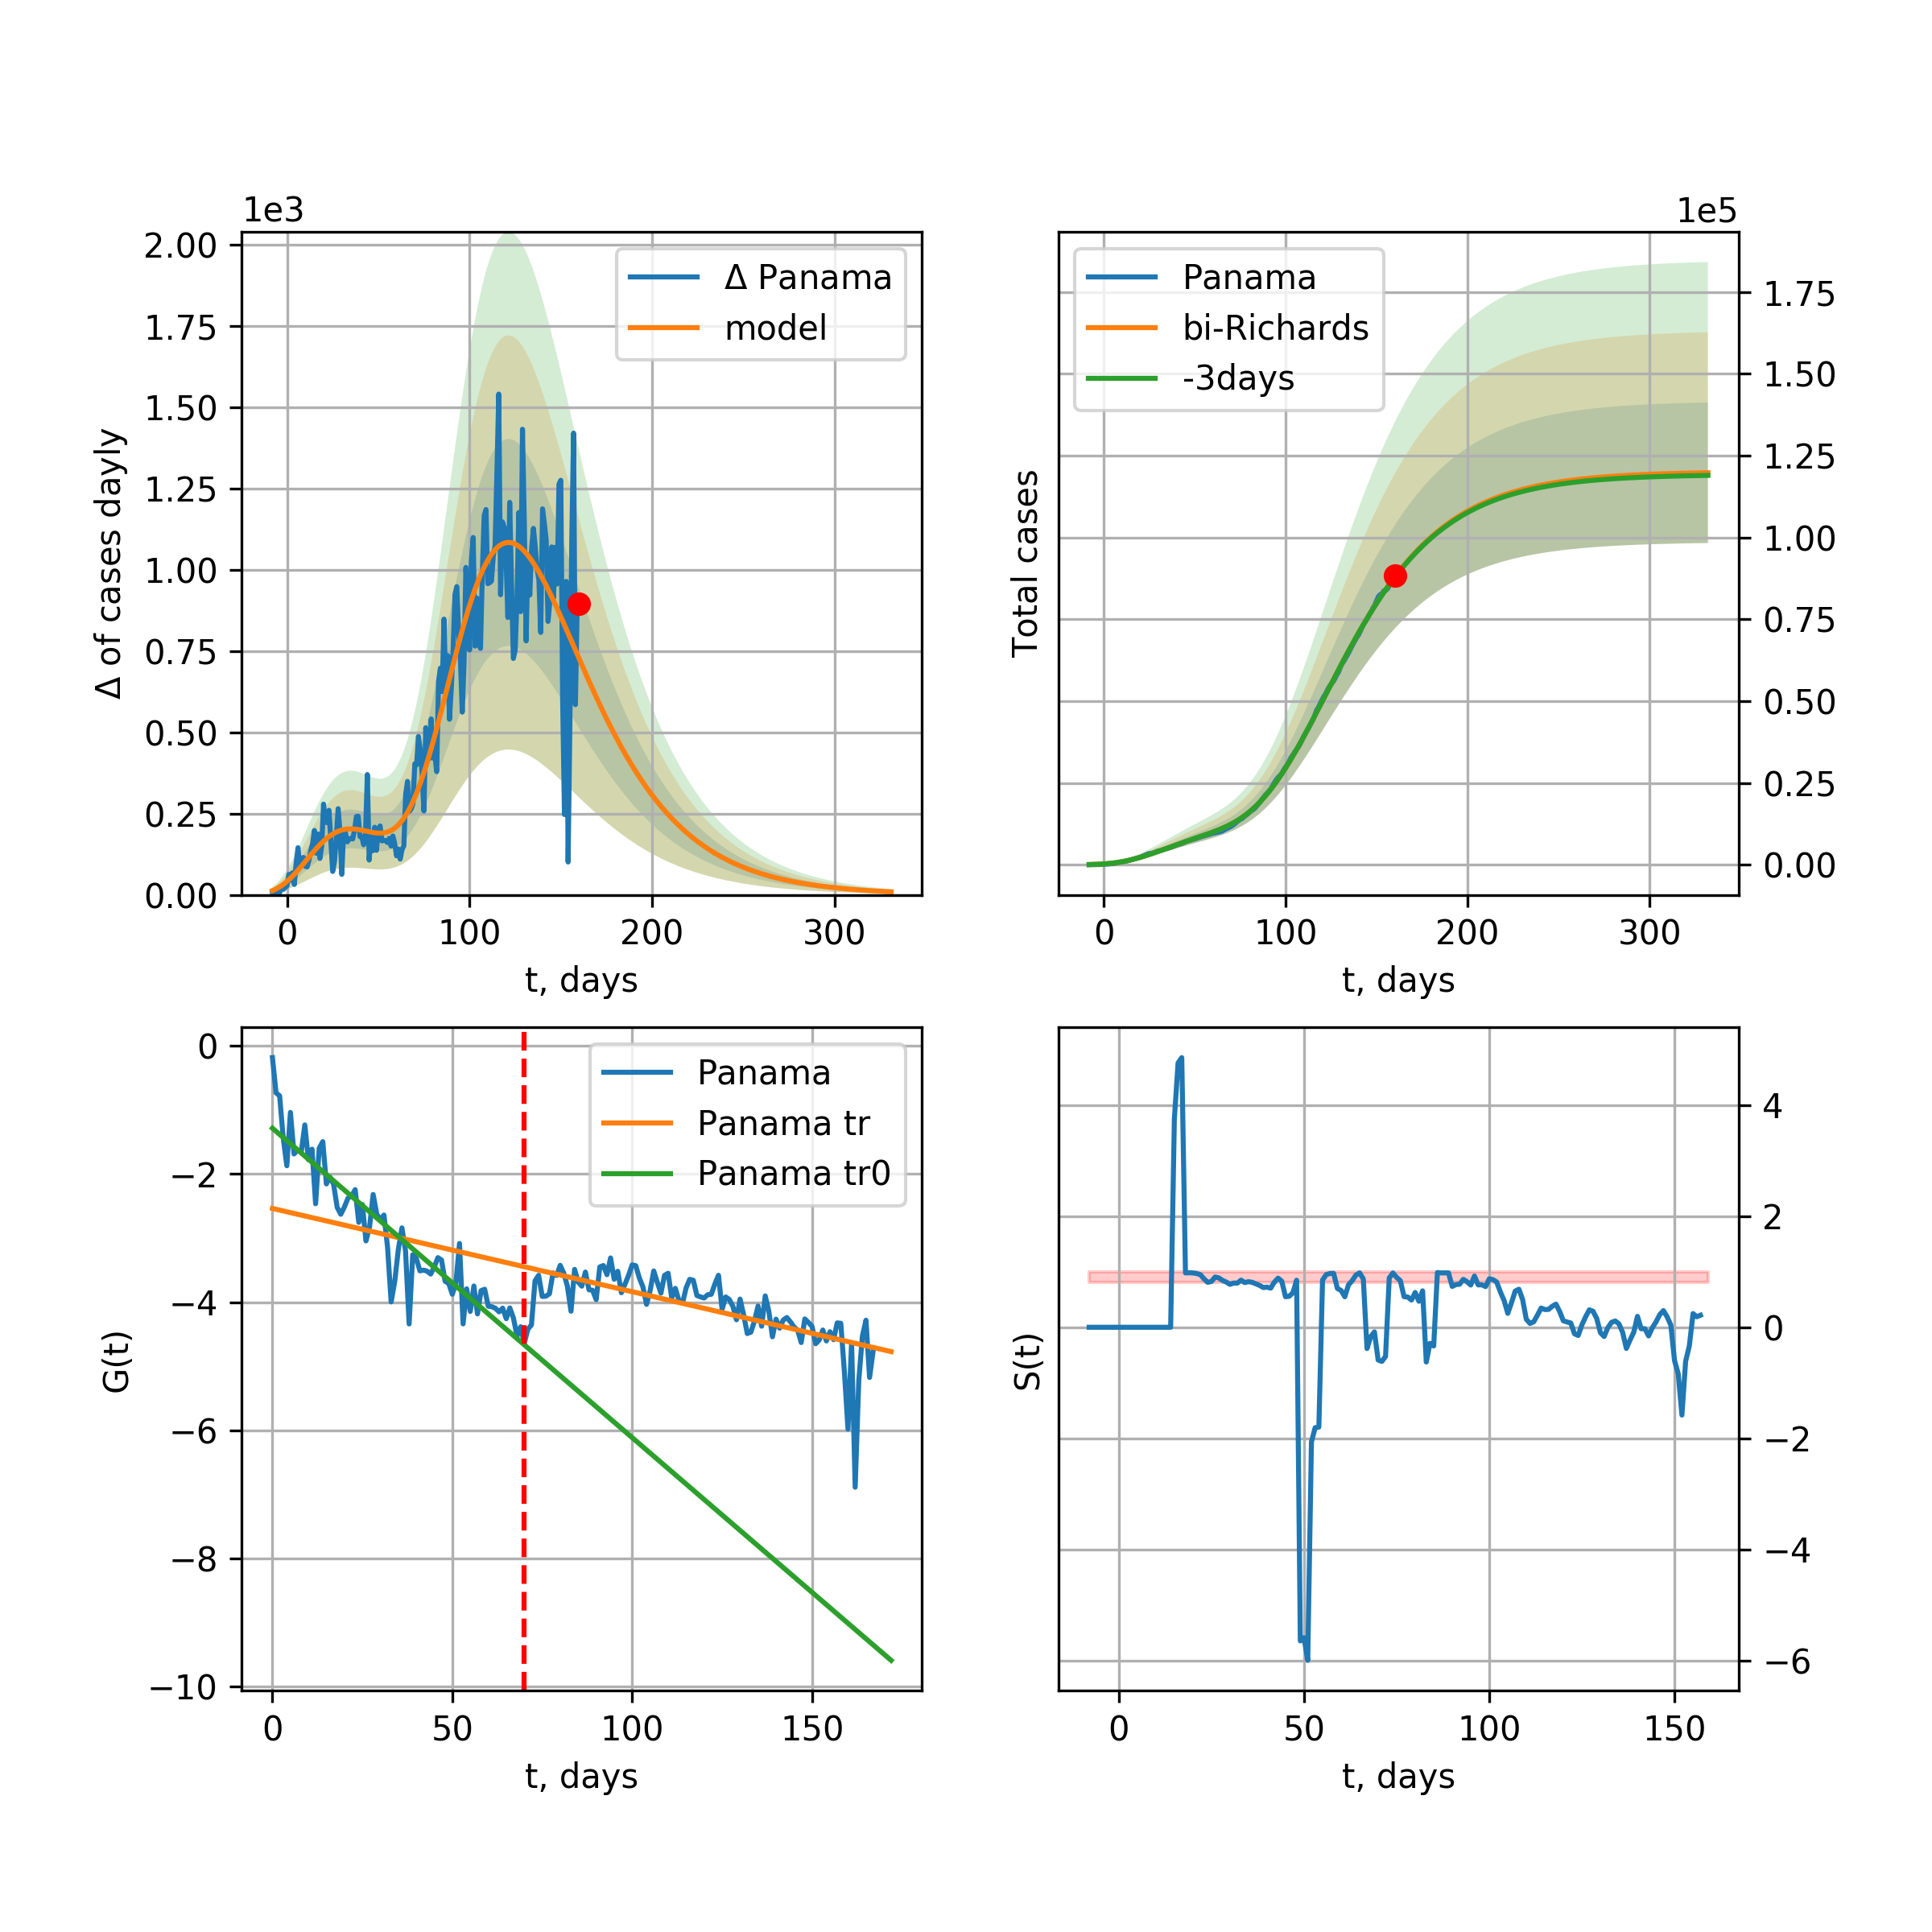 1e3
2.00
1.75
1.50
1.25
1.00
0.75
0.50
0.25
0.00
Δ of cases dayly
Δ Panama
model
0 100 200 300
t, days
1e5
Total cases
Panama
bi-Richards
-3days
1.75
1.50
1.25
1.00
0.75
0.50
0.25
0.00
0 100 200 300
t, days
0
−2
−4
−6
−8
−10
G(t)
Panama
Panama tr
Panama tr0
0 50 100 150
t, days
S(t)
4
2
0
−2
−4
−6
0 50 100 150
t, days